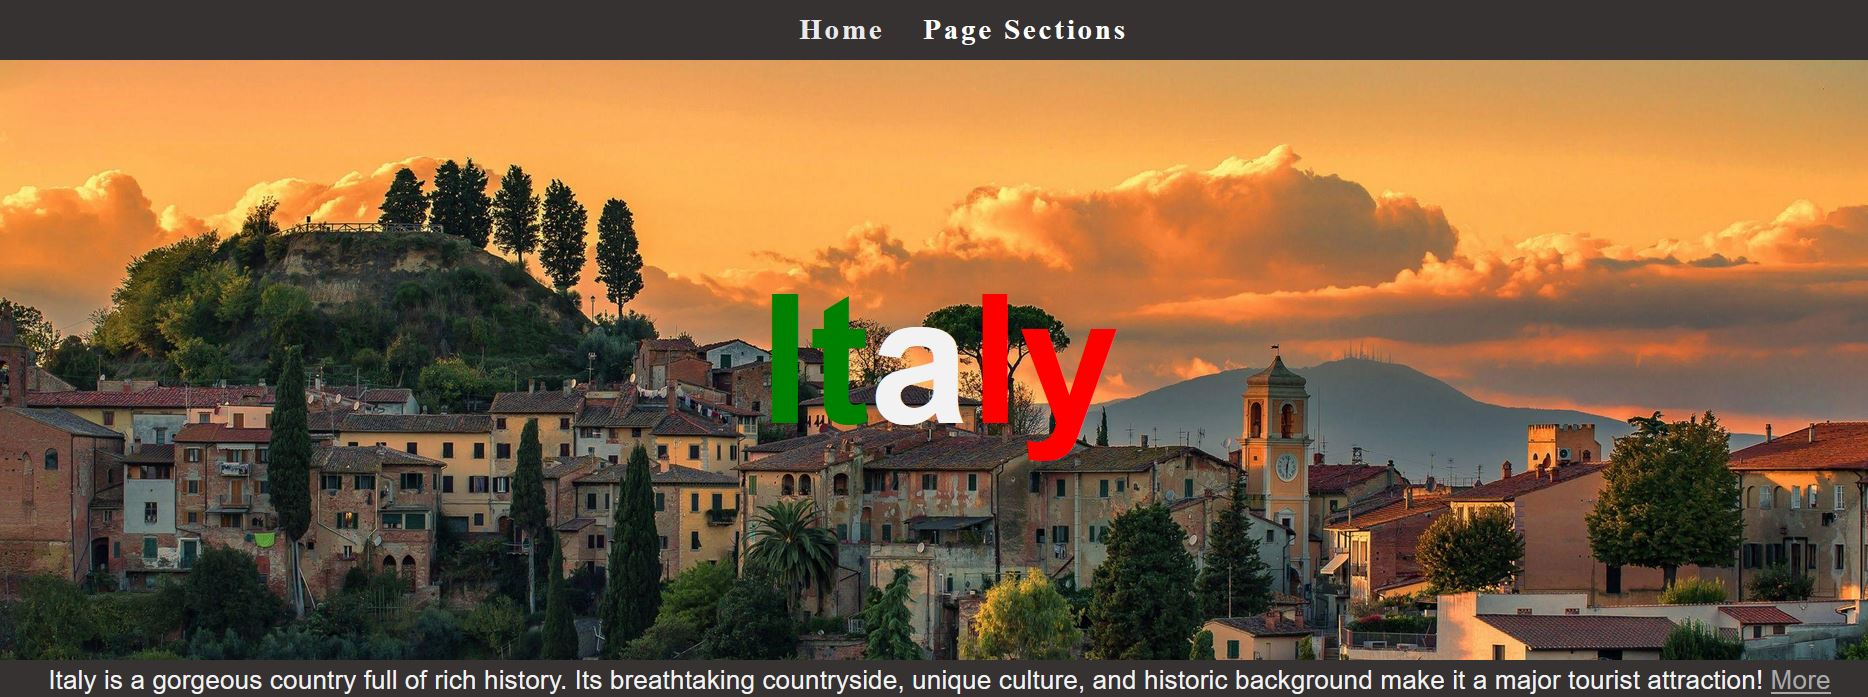 Home Page Sections
Italy
Italy is a gorgeous country full of rich history. Its breathtaking countryside, unique culture, and historic background make it a major tourist attraction! More